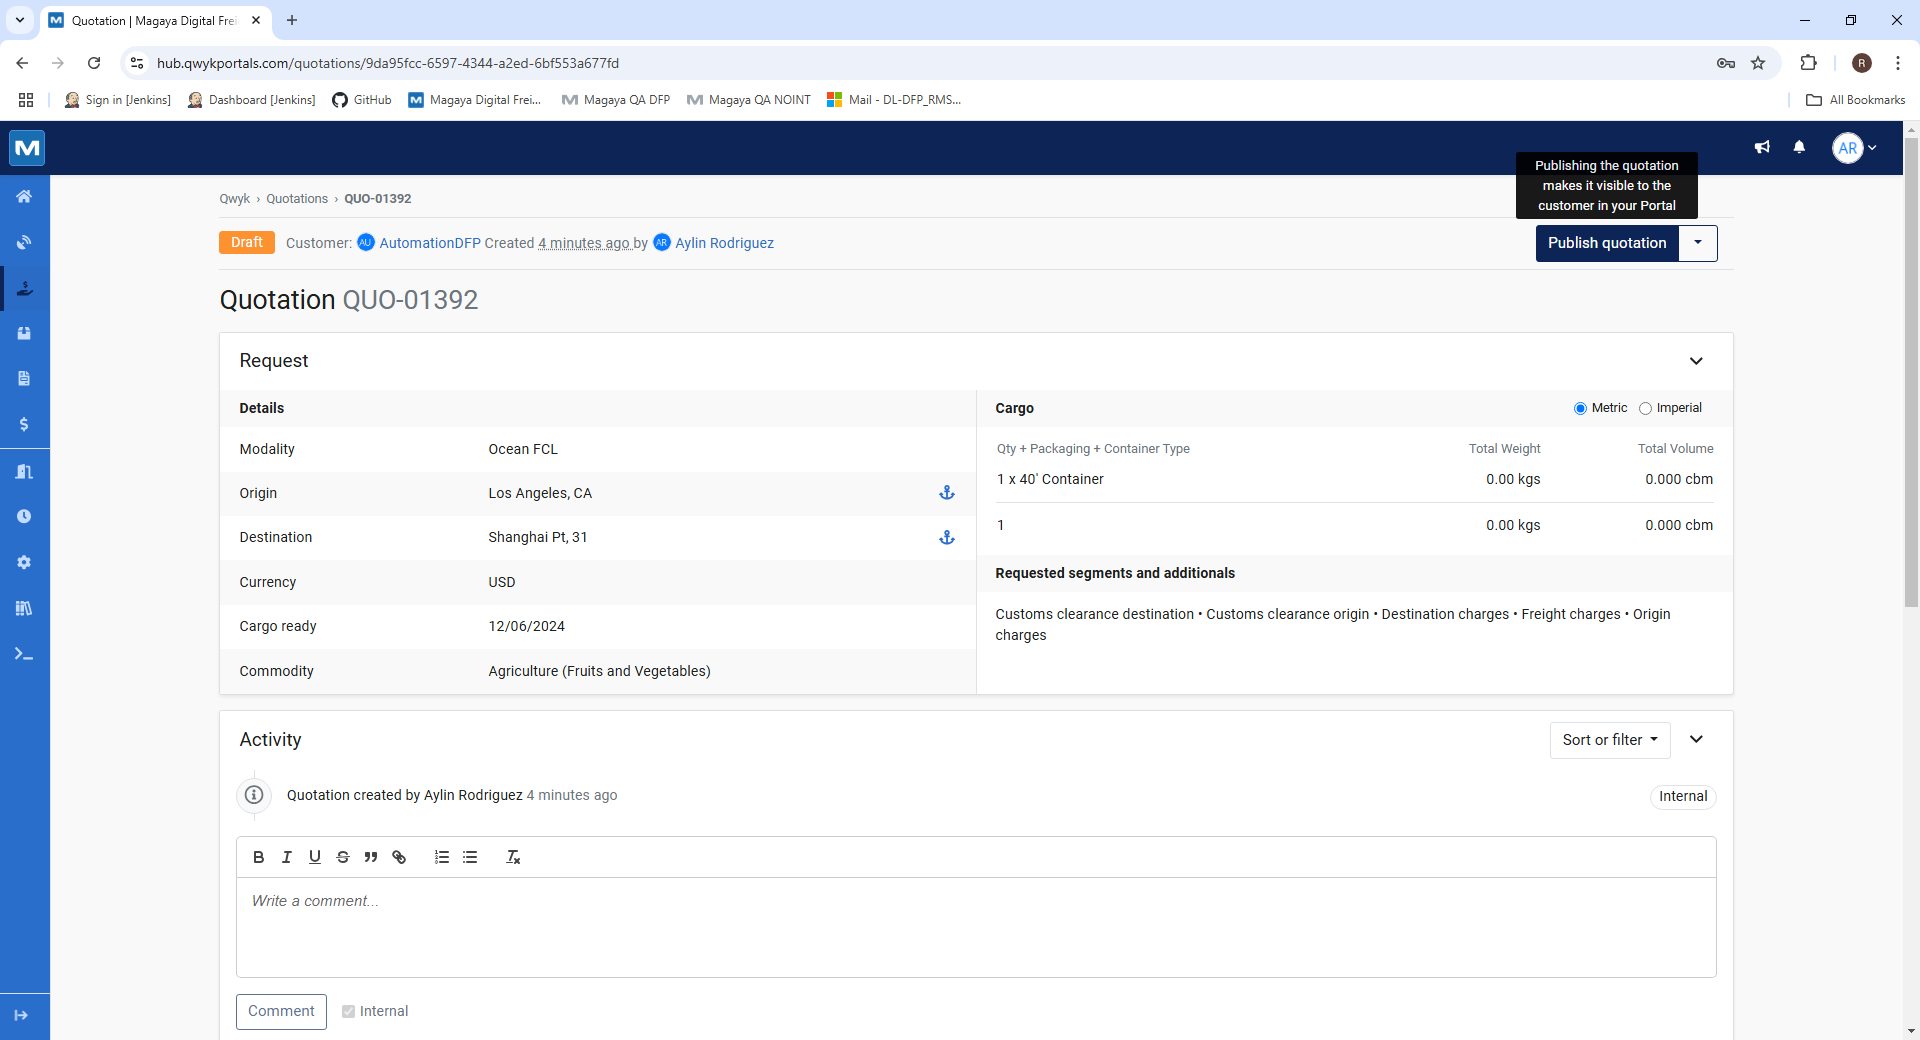 Quotation | Magaya Digital Frei
hub.qwykportals.com/quotations/9da95fcc-6597-4344-a2ed-6bf553a677fd
R
Sign in [Jenkins]
Dashboard [Jenkins]
GitHub
Magaya Digital Frei...
Magaya QA DFP
Magaya QA NOINT
Mail - DL-DFP_RMS...
All Bookmarks
AR
Publishing the quotation
makes it visible to the
customer in your Portal
Qwyk › Quotations › QUO-01392
Draft
Customer: AU AutomationDFP Created 4 minutes ago by AR Aylin Rodriguez
Publish quotation
Quotation QUO-01392
Request
Details
Modality Ocean FCL
Origin Los Angeles, CA
Destination Shanghai Pt, 31
Currency USD
Cargo ready 12/06/2024
Commodity Agriculture (Fruits and Vegetables)
Cargo
Metric Imperial
Qty + Packaging + Container Type Total Weight Total Volume
1 x 40' Container 0.00 kgs 0.000 cbm
1 0.00 kgs 0.000 cbm
Requested segments and additionals
Customs clearance destination • Customs clearance origin • Destination charges • Freight charges • Origin
charges
Activity
Sort or filter
Quotation created by Aylin Rodriguez 4 minutes ago
Internal
Write a comment...
Comment
Internal